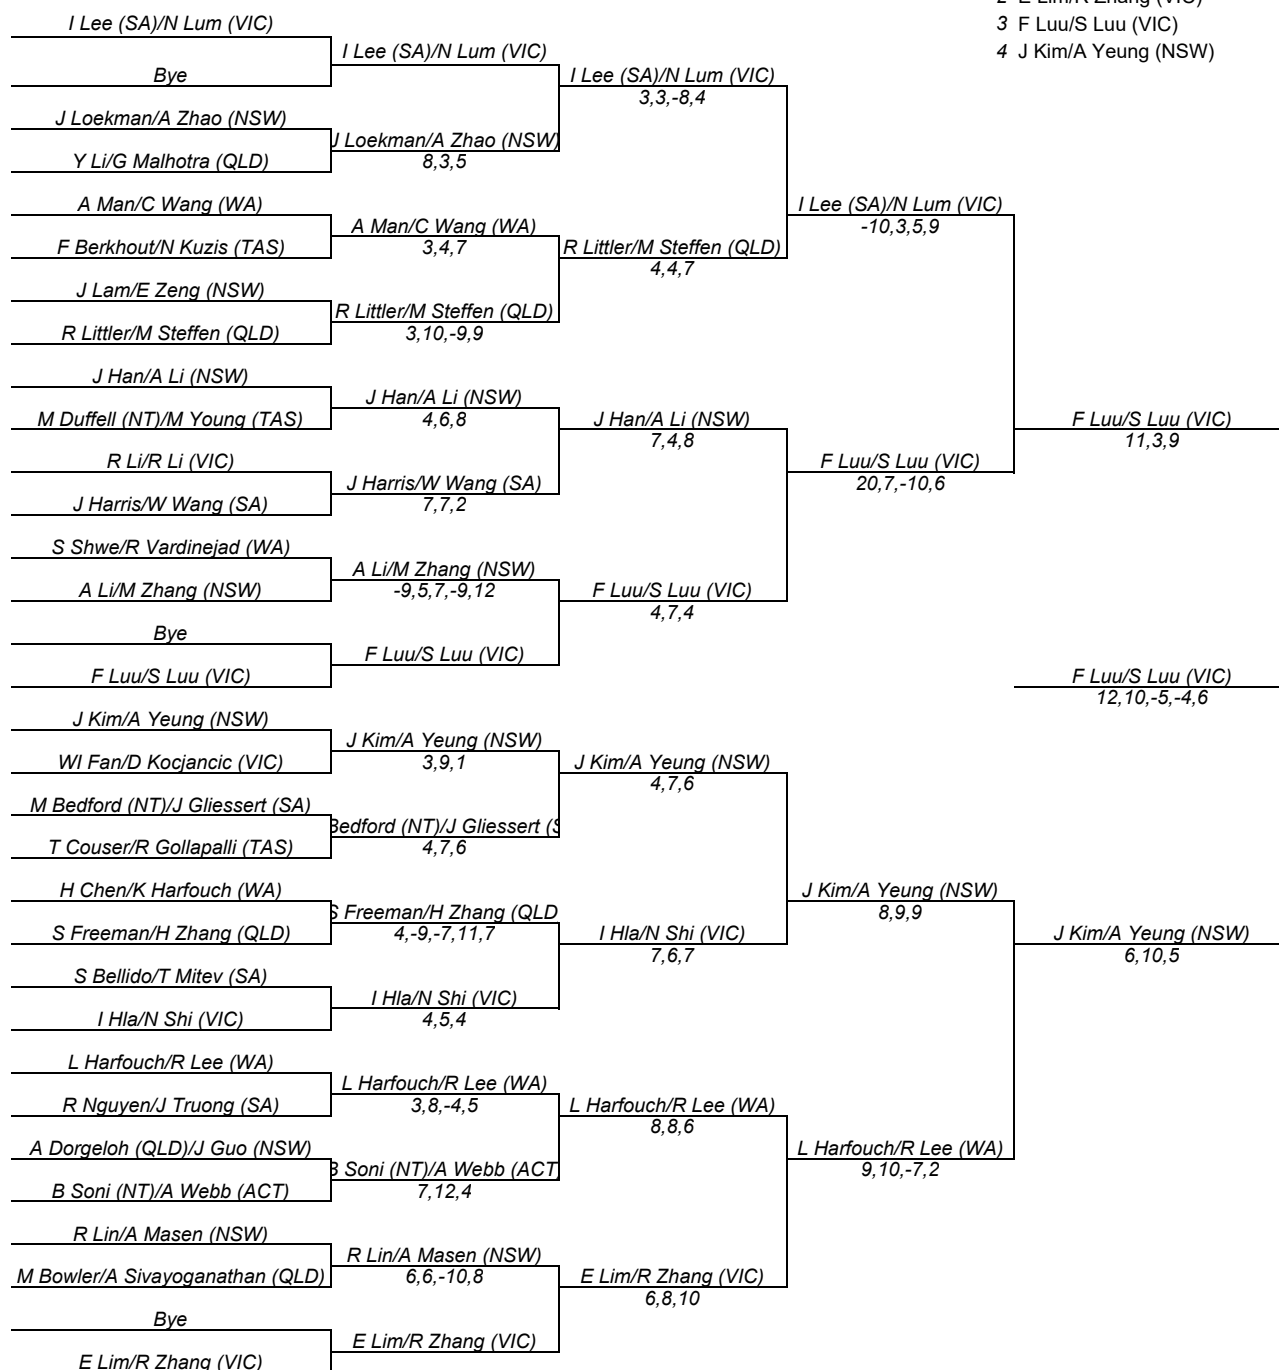 2 E Lim/R Zhang (VIC)
3 F Luu/S Luu (VIC)
4 J Kim/A Yeung (NSW)
I Lee (SA)/N Lum (VIC)
Bye
J Loekman/A Zhao (NSW)
Y Li/G Malhotra (QLD)
A Man/C Wang (WA)
F Berkhout/N Kuzis (TAS)
J Lam/E Zeng (NSW)
R Littler/M Steffen (QLD)
J Han/A Li (NSW)
M Duffell (NT)/M Young (TAS)
R Li/R Li (VIC)
J Harris/W Wang (SA)
S Shwe/R Vardinejad (WA)
A Li/M Zhang (NSW)
Bye
F Luu/S Luu (VIC)
J Kim/A Yeung (NSW)
WI Fan/D Kocjancic (VIC)
M Bedford (NT)/J Gliessert (SA)
T Couser/R Gollapalli (TAS)
H Chen/K Harfouch (WA)
S Freeman/H Zhang (QLD)
S Bellido/T Mitev (SA)
I Hla/N Shi (VIC)
L Harfouch/R Lee (WA)
R Nguyen/J Truong (SA)
A Dorgeloh (QLD)/J Guo (NSW)
B Soni (NT)/A Webb (ACT)
R Lin/A Masen (NSW)
M Bowler/A Sivayoganathan (QLD)
Bye
E Lim/R Zhang (VIC)
I Lee (SA)/N Lum (VIC)
J Loekman/A Zhao (NSW)
8,3,5
A Man/C Wang (WA)
3,4,7
R Littler/M Steffen (QLD)
3,10,-9,9
J Han/A Li (NSW)
4,6,8
J Harris/W Wang (SA)
7,7,2
A Li/M Zhang (NSW)
-9,5,7,-9,12
F Luu/S Luu (VIC)
J Kim/A Yeung (NSW)
3,9,1
Bedford (NT)/J Gliessert (S
4,7,6
S Freeman/H Zhang (QLD
4,-9,-7,11,7
I Hla/N Shi (VIC)
4,5,4
L Harfouch/R Lee (WA)
3,8,-4,5
B Soni (NT)/A Webb (ACT)
7,12,4
R Lin/A Masen (NSW)
6,6,-10,8
E Lim/R Zhang (VIC)
I Lee (SA)/N Lum (VIC)
3,3,-8,4
R Littler/M Steffen (QLD)
4,4,7
J Han/A Li (NSW)
7,4,8
F Luu/S Luu (VIC)
4,7,4
J Kim/A Yeung (NSW)
4,7,6
I Hla/N Shi (VIC)
7,6,7
L Harfouch/R Lee (WA)
8,8,6
E Lim/R Zhang (VIC)
6,8,10
I Lee (SA)/N Lum (VIC)
-10,3,5,9
F Luu/S Luu (VIC)
20,7,-10,6
J Kim/A Yeung (NSW)
8,9,9
L Harfouch/R Lee (WA)
9,10,-7,2
F Luu/S Luu (VIC)
11,3,9
F Luu/S Luu (VIC)
12,10,-5,-4,6
J Kim/A Yeung (NSW)
6,10,5